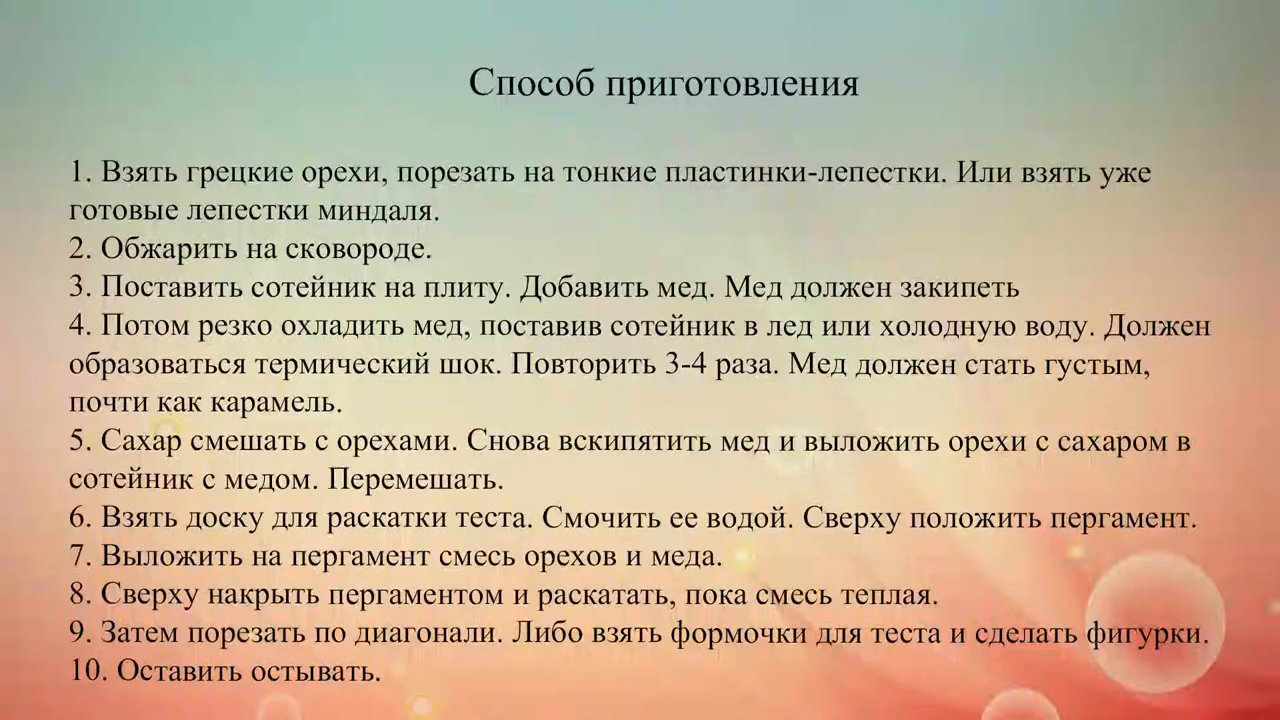 Способ приготовления
1. Взять грецкие орехи, порезать на тонкие пластинки-лепестки. Или взять уже
готовые лепестки миндаля.
2. Обжарить на сковороде.
3. Поставить сотейник на плиту. Добавить мед. Мед должен закипеть
4. Потом резко охладить мед, поставив сотейник в лед или холодную воду. Должен
образоваться термический шок. Повторить 3-4 раза. Мед должен стать густым,
почти как карамель.
5. Сахар смешать с орехами. Снова вскипятить мед и выложить орехи с сахаром в
сотейник с медом. Перемешать.
6. Взять доску для раскатки теста. Смочить ее водой. Сверху положить пергамент.
7. Выложить на пергамент смесь орехов и меда.
8. Сверху накрыть пергаментом и раскатать, пока смесь теплая.
9. Затем порезать по диагонали. Либо взять формочки для теста и сделать фигурки.
10. Оставить остывать.